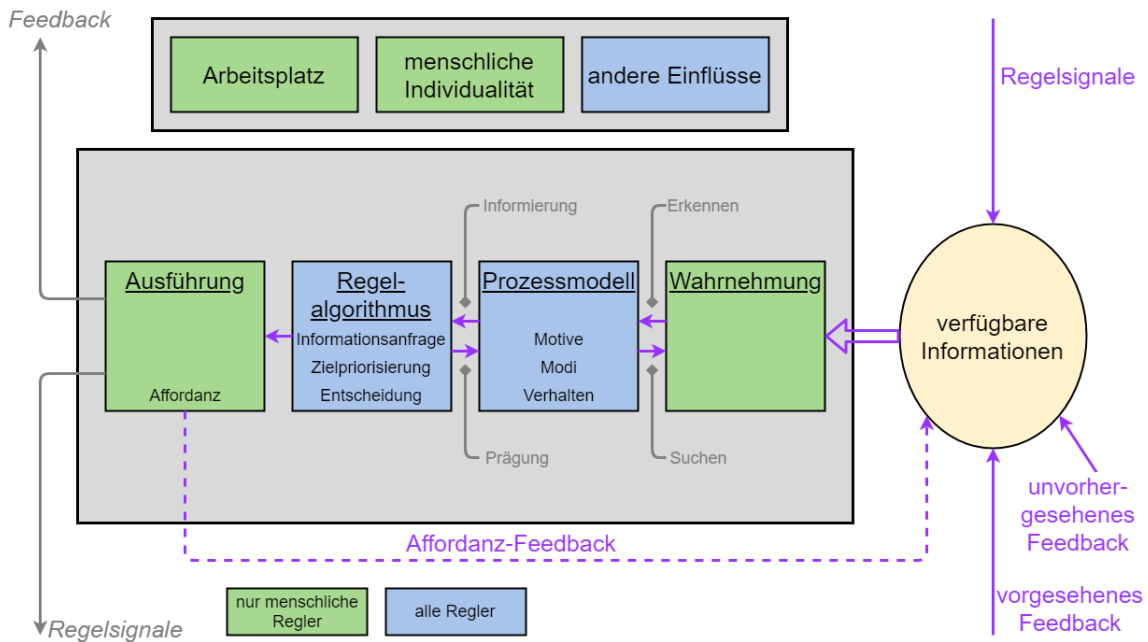 Feedback
Arbeitsplatz
menschliche
Individualität
andere Einflüsse
Regelsignale
Informierung
Erkennen
Ausführung
Affordanz
Regel-
algorithmus
Informationsanfrage
Zielpriorisierung
Entscheidung
Prozessmodell
Motive
Modi
Verhalten
Wahrnehmung
verfügbare
Informationen
Prägung
Suchen
unvorher-
gesehenes
Feedback
Affordanz-Feedback
vorgesehenes
Feedback
nur menschliche
Regler
alle Regler
Regelsignale